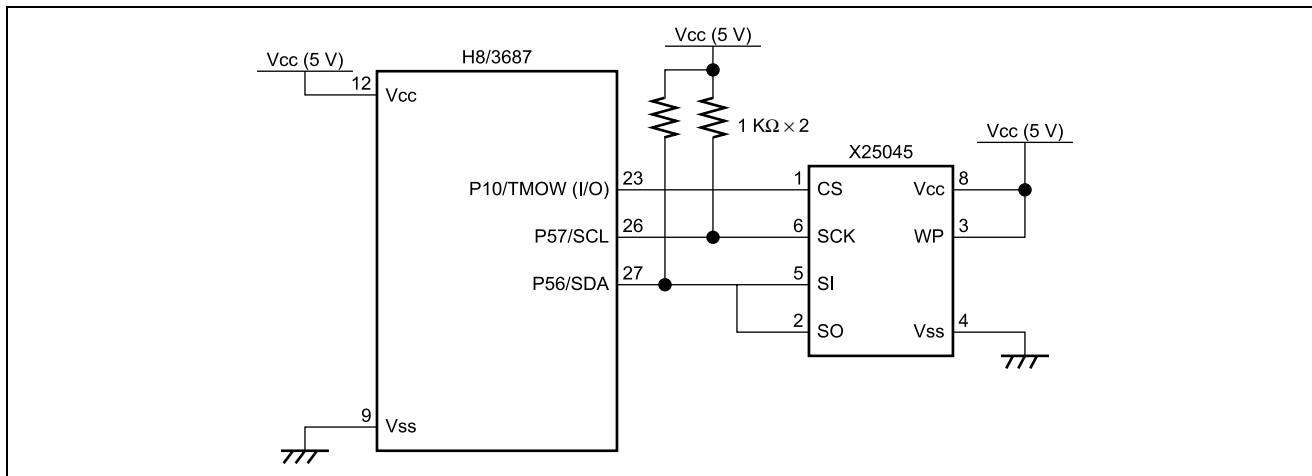 Vcc (5 V)
H8/3687
Vcc (5 V)
12
Vcc
1 KΩ × 2
Vcc (5 V)
X25045
P10/TMOW (I/O)
23
1
CS
Vcc
8
P57/SCL
26
6
SCK
WP
3
P56/SDA
27
5
SI
2
SO
Vss
4
9
Vss